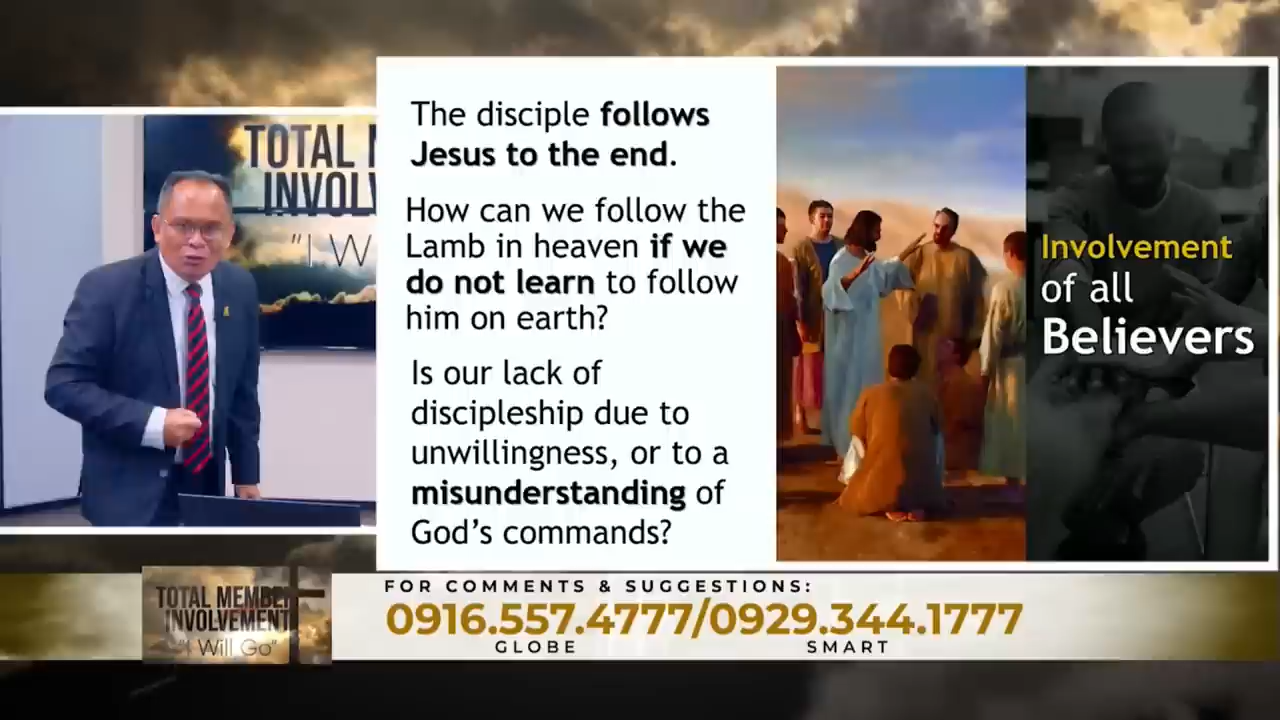 TOTAL
INVOLV
"I W
The disciple follows
Jesus to the end.
How can we follow the
Lamb in heaven if we
do not learn to follow
him on earth?
Is our lack of
discipleship due to
unwillingness, or to a
misunderstanding of
God's commands?
Involvement
of all
Believers
TOTAL MEMBER
INVOLVEMENT
"I Will Go"
FOR COMMENTS & SUGGESTIONS:
0916.557.4777/0929.344.1777
GLOBE
SMART